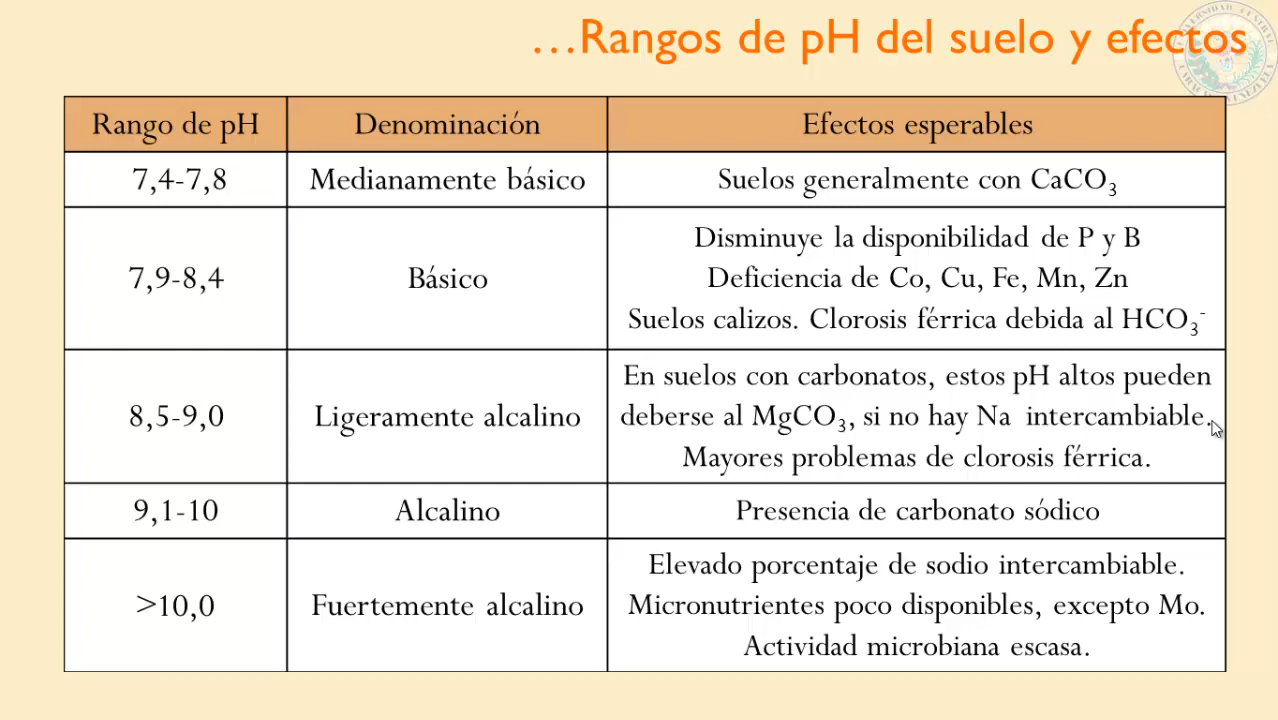 …Rangos de pH del suelo y efectos
Rango de pH
Denominación
Efectos esperables
7,4-7,8
Medianamente básico
Suelos generalmente con CaCO₃
7,9-8,4
Básico
Disminuye la disponibilidad de P y B
Deficiencia de Co, Cu, Fe, Mn, Zn
Suelos calizos. Clorosis férrica debida al HCO₃⁻
8,5-9,0
Ligeramente alcalino
En suelos con carbonatos, estos pH altos pueden
deberse al MgCO₃, si no hay Na intercambiable.
Mayores problemas de clorosis férrica.
9,1-10
Alcalino
Presencia de carbonato sódico
>10,0
Fuertemente alcalino
Elevado porcentaje de sodio intercambiable.
Micronutrientes poco disponibles, excepto Mo.
Actividad microbiana escasa.